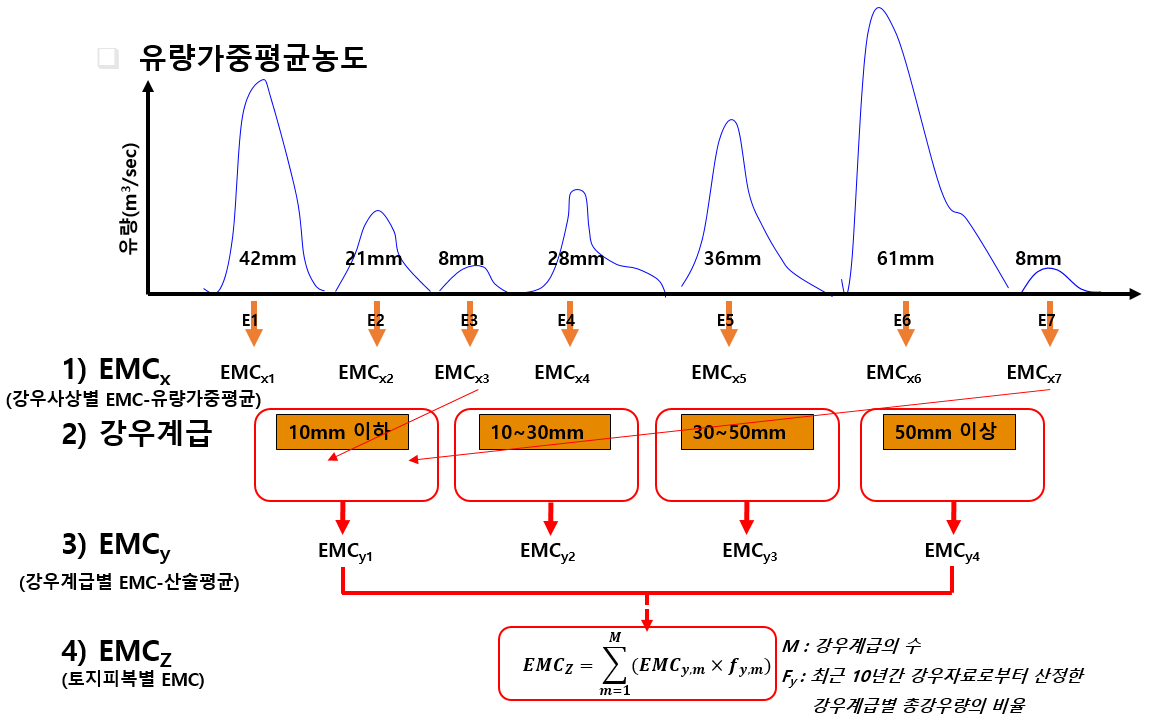 유량가중평균농도
유량(m³/sec)
42mm 21mm 8mm 28mm 36mm 61mm 8mm
E1 E2 E3 E4 E5 E6 E7
1) EMCx EMCx1 EMCx2 EMCx3 EMCx4 EMCx5 EMCx6 EMCx7
(강우사상별 EMC-유량가중평균)
2) 강우계급 10mm 이하 10~30mm 30~50mm 50mm 이상
3) EMCy EMCy1 EMCy2 EMCy3 EMCy4
(강우계급별 EMC-산술평균)
4) EMCZ
(토지피복별 EMC)
EMC_Z = \sum_{m=1}^{M} (EMC_{y,m} × f_{y,m})
M : 강우계급의 수
Fy : 최근 10년간 강우자료로부터 산정한
강우계급별 총강우량의 비율